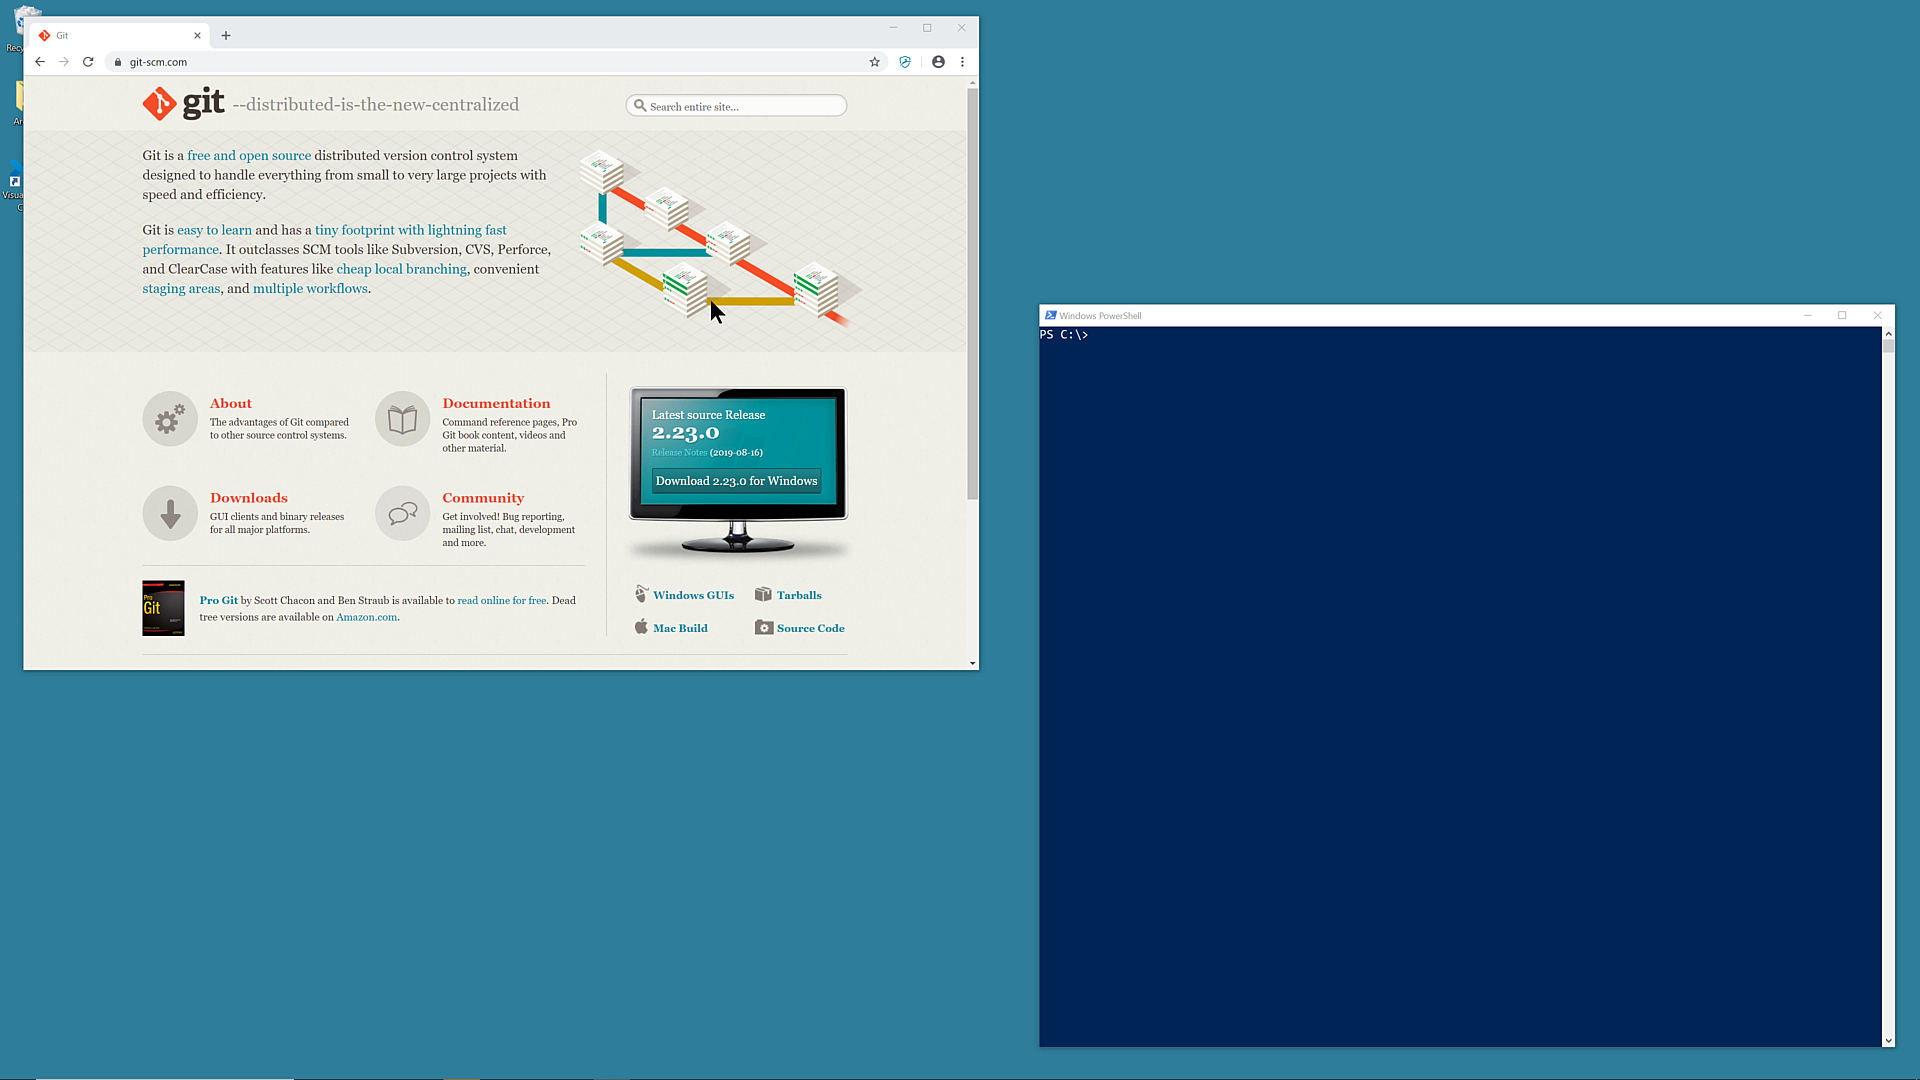 Git
git-scm.com
git --distributed-is-the-new-centralized
Search entire site...
Git is a free and open source distributed version control system
designed to handle everything from small to very large projects with
speed and efficiency.
Git is easy to learn and has a tiny footprint with lightning fast
performance. It outclasses SCM tools like Subversion, CVS, Perforce,
and ClearCase with features like cheap local branching, convenient
staging areas, and multiple workflows.
About
The advantages of Git compared
to other source control systems.
Documentation
Command reference pages, Pro
Git book content, videos and
other material.
Downloads
GUI clients and binary releases
for all major platforms.
Community
Get involved! Bug reporting,
mailing list, chat, development
and more.
Pro
Git
Pro Git by Scott Chacon and Ben Straub is available to read online for free. Dead
tree versions are available on Amazon.com.
Latest source Release
2.23.0
Release Notes (2019-08-16)
Download 2.23.0 for Windows
Windows GUIs
Tarballs
Mac Build
Source Code
Windows PowerShell
PS C:\>